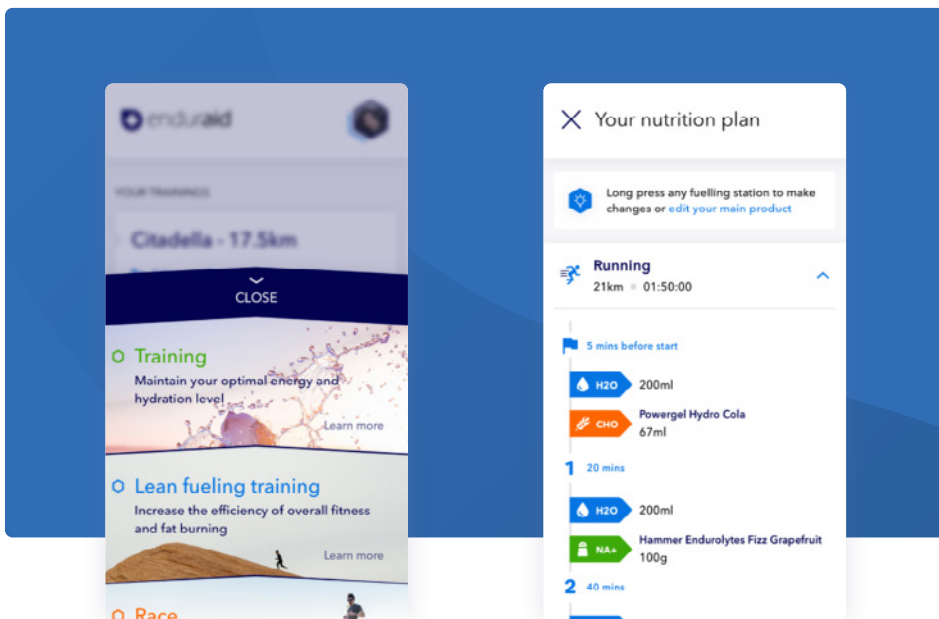 enduraid
YOUR TRAININGS
Citadella - 17.5km
CLOSE
Training
Maintain your optimal energy and
hydration level
Learn more
Lean fueling training
Increase the efficiency of overall fitness
and fat burning
Learn more
Race
Your nutrition plan
Long press any fuelling station to make
changes or edit your main product
Running
21km 01:50:00
5 mins before start
H2O 200ml
CHO Powergel Hydro Cola
67ml
1 20 mins
H2O 200ml
NA+ Hammer Endurolytes Fizz Grapefruit
100g
2 40 mins